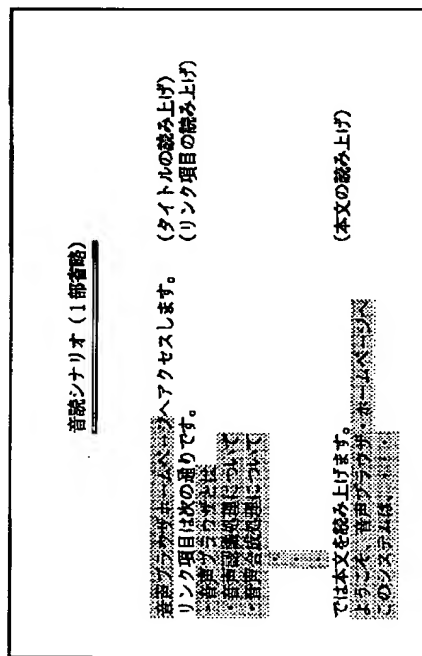 音読シナリオ（１部省略）
音声ブラウザホームページへアクセスします。 （タイトルの読み上げ）
リンク項目は次の通りです。 （リンク項目の読み上げ）
・音声ブラウザとは
・音声認識処理について
・音声合成処理について
・・・
では本文を読み上げます。 （本文の読み上げ）
ようこそ、音声ブラウザ・ホームページへ
このシステムは、・・・